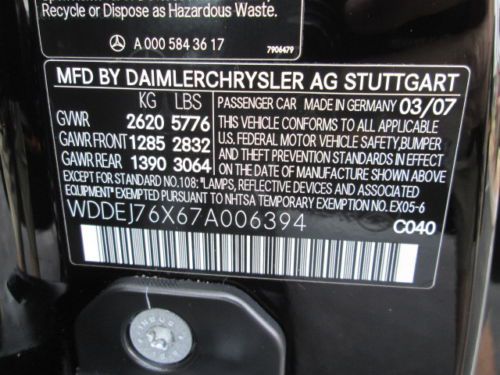 Recycle or Dispose as Hazardous Waste.
A 000 584 36 17
7906479
MFD BY DAIMLERCHRYSLER AG STUTTGART
KG LBS PASSENGER CAR MADE IN GERMANY 03/07
GVWR 2620 5776 THIS VEHICLE CONFORMS TO ALL APPLICABLE
GAWR FRONT 1285 2832 U.S. FEDERAL MOTOR VEHICLE SAFETY, BUMPER
GAWR REAR 1390 3064 AND THEFT PREVENTION STANDARDS IN EFFECT
ON THE DATE OF MANUFACTURE SHOWN ABOVE,
EXCEPT FOR STANDARD NO. 108: "LAMPS, REFLECTIVE DEVICES AND ASSOCIATED
EQUIPMENT" EXEMPTED PURSUANT TO NHTSA TEMPORARY EXEMPTION NO. EX05-6
WDDEJ76X67A006394
C040